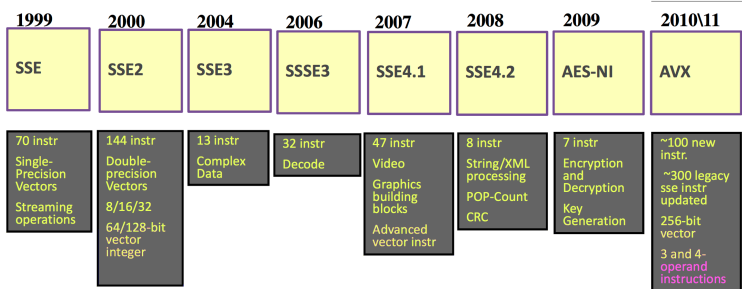 1999
2000
2004
2006
2007
2008
2009
2010\11
SSE
SSE2
SSE3
SSSE3
SSE4.1
SSE4.2
AES-NI
AVX
70 instr
Single-
Precision
Vectors
Streaming
operations
144 instr
Double-
precision
Vectors
8/16/32
64/128-bit
vector
integer
13 instr
Complex
Data
32 instr
Decode
47 instr
Video
Graphics
building
blocks
Advanced
vector instr
8 instr
String/XML
processing
POP-Count
CRC
7 instr
Encryption
and
Decryption
Key
Generation
~100 new
instr.
~300 legacy
sse instr
updated
256-bit
vector
3 and 4-
operand
instructions